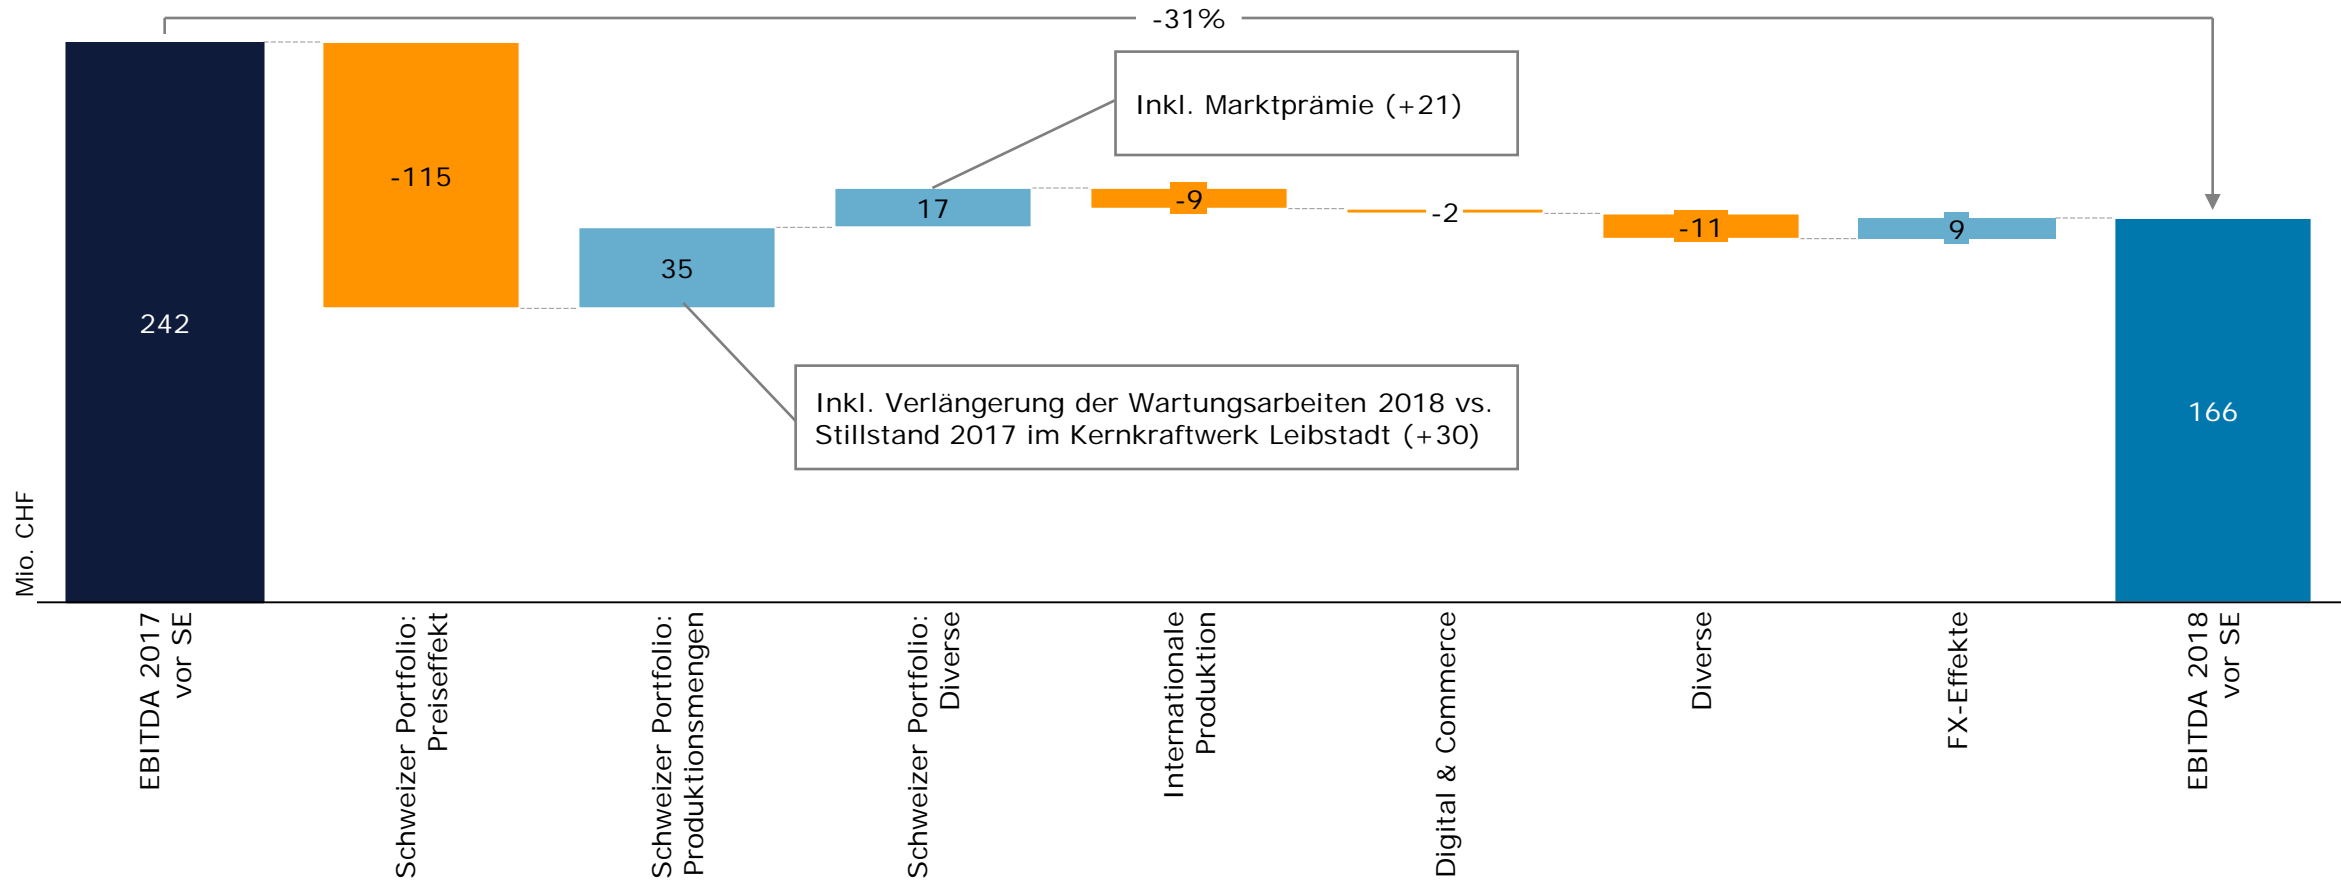 -31%
Inkl. Marktprämie (+21)
-115
17
-9
-2
-11
9
35
242
Inkl. Verlängerung der Wartungsarbeiten 2018 vs.
Stillstand 2017 im Kernkraftwerk Leibstadt (+30)
166
Mio. CHF
EBITDA 2017
vor SE
Schweizer Portfolio:
Preiseffekt
Schweizer Portfolio:
Produktionsmengen
Schweizer Portfolio:
Diverse
Internationale
Produktion
Digital & Commerce
Diverse
FX-Effekte
EBITDA 2018
vor SE